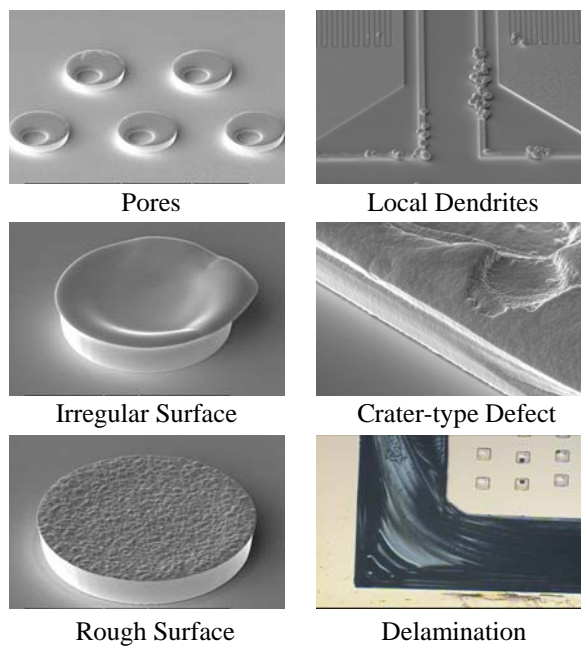 Pores
Local Dendrites
Irregular Surface
Crater-type Defect
Rough Surface
Delamination